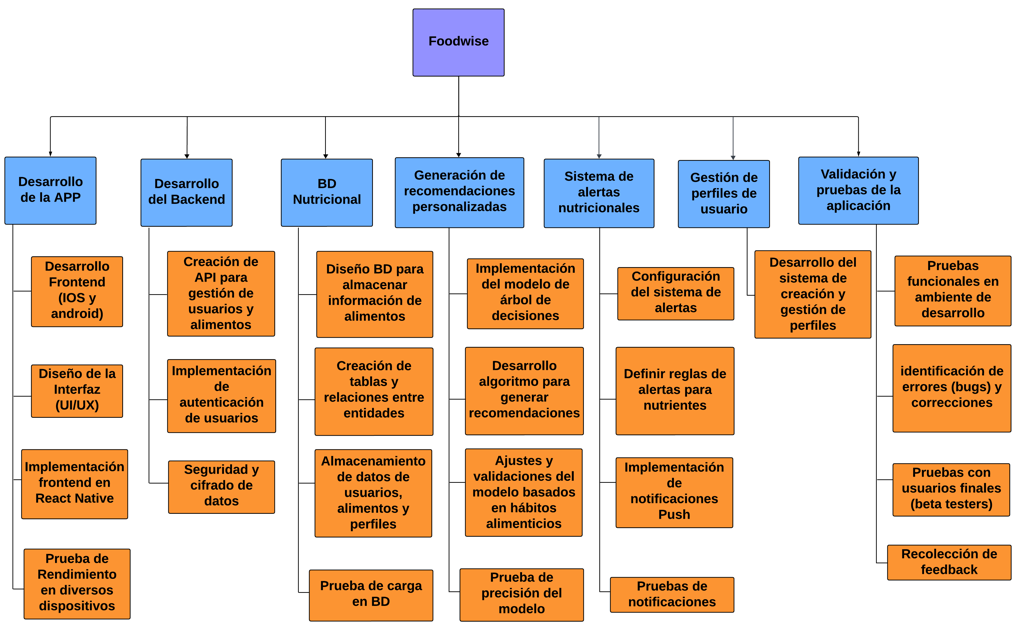 Foodwise
Desarrollo
de la APP
Desarrollo
del Backend
BD
Nutricional
Generación de
recomendaciones
personalizadas
Sistema de
alertas
nutricionales
Gestión de
perfiles de
usuario
Validación y
pruebas de la
aplicación
Desarrollo
Frontend
(IOS y
android)
Diseño de la
Interfaz
(UI/UX)
Implementación
frontend en
React Native
Prueba de
Rendimiento
en diversos
dispositivos
Creación de
API para
gestión de
usuarios y
alimentos
Implementación
de
autenticación
de usuarios
Seguridad y
cifrado de
datos
Diseño BD para
almacenar
información de
alimentos
Creación de
tablas y
relaciones entre
entidades
Almacenamiento
de datos de
usuarios,
alimentos y
perfiles
Prueba de carga
en BD
Implementación
del modelo de
árbol de
decisiones
Desarrollo
algoritmo para
generar
recomendaciones
Ajustes y
validaciones del
modelo basados
en hábitos
alimenticios
Prueba de
precisión del
modelo
Configuración
del sistema de
alertas
Definir reglas de
alertas para
nutrientes
Implementación
de
notificaciones
Push
Pruebas de
notificaciones
Desarrollo del
sistema de
creación y
gestión de
perfiles
Pruebas
funcionales en
ambiente de
desarrollo
identificación de
errores (bugs) y
correcciones
Pruebas con
usuarios finales
(beta testers)
Recolección de
feedback